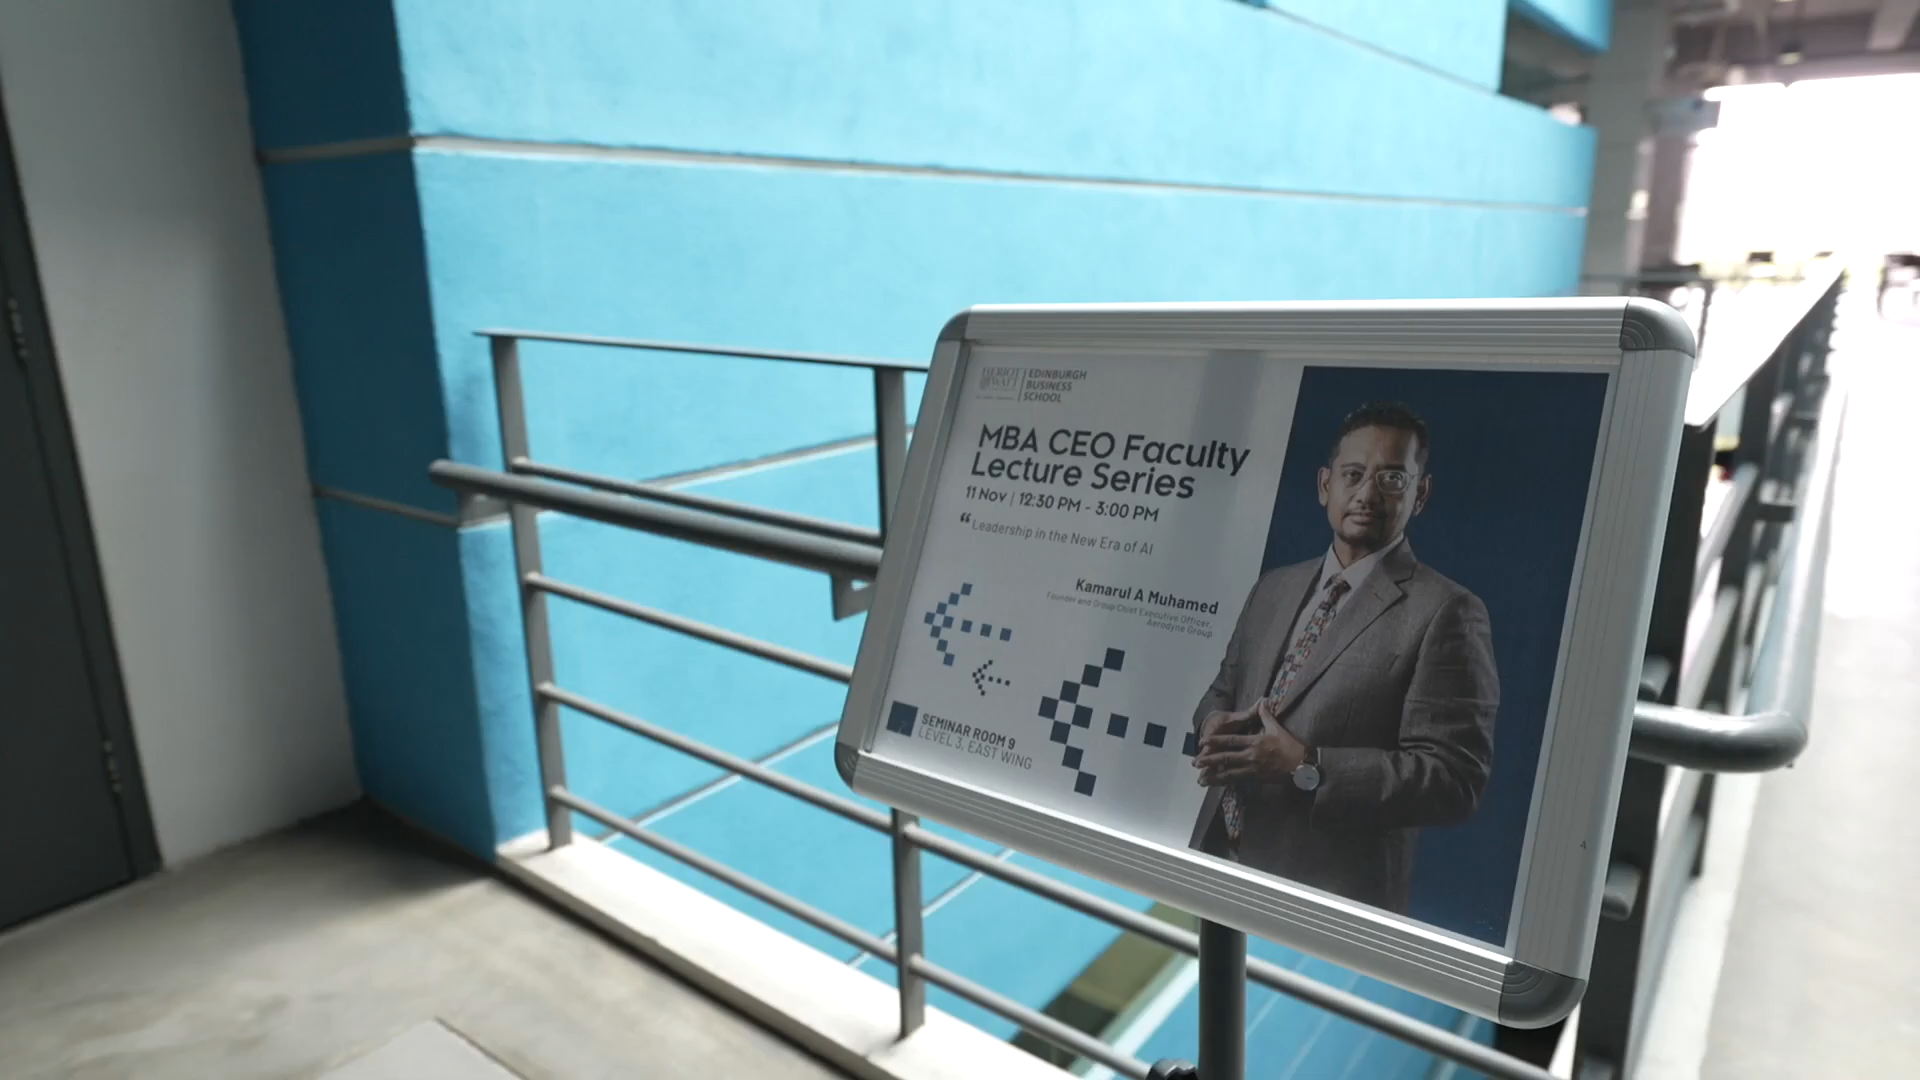 HERIOT
WATT
EDINBURGH
BUSINESS
SCHOOL
MBA CEO Faculty
Lecture Series
11 Nov | 12:30 PM - 3:00 PM
“Leadership in the New Era of AI
Kamarul A Muhamed
Founder and Group Chief Executive Officer,
Aerodyne Group
SEMINAR ROOM 9
LEVEL 3, EAST WING